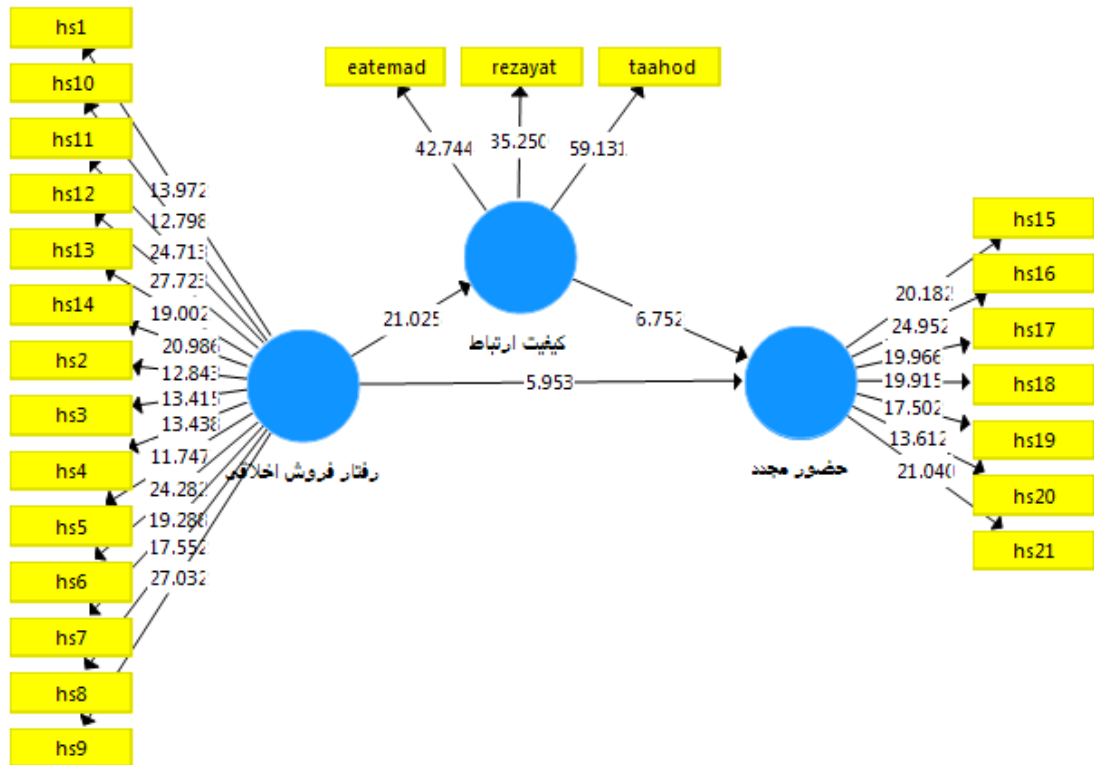 hs1
hs10
hs11
hs12
hs13
hs14
hs2
hs3
hs4
hs5
hs6
hs7
hs8
hs9
13.972
12.798
24.713
27.723
19.002
20.986
12.843
13.415
13.438
11.747
24.282
19.288
17.552
27.032
رفتار فروش اخلاقی
eatemad
rezayat
taahod
42.744
35.250
59.131
کیفیت ارتباط
21.025
6.752
5.953
حضور مجدد
20.182
24.952
19.966
19.915
17.502
13.612
21.040
hs15
hs16
hs17
hs18
hs19
hs20
hs21